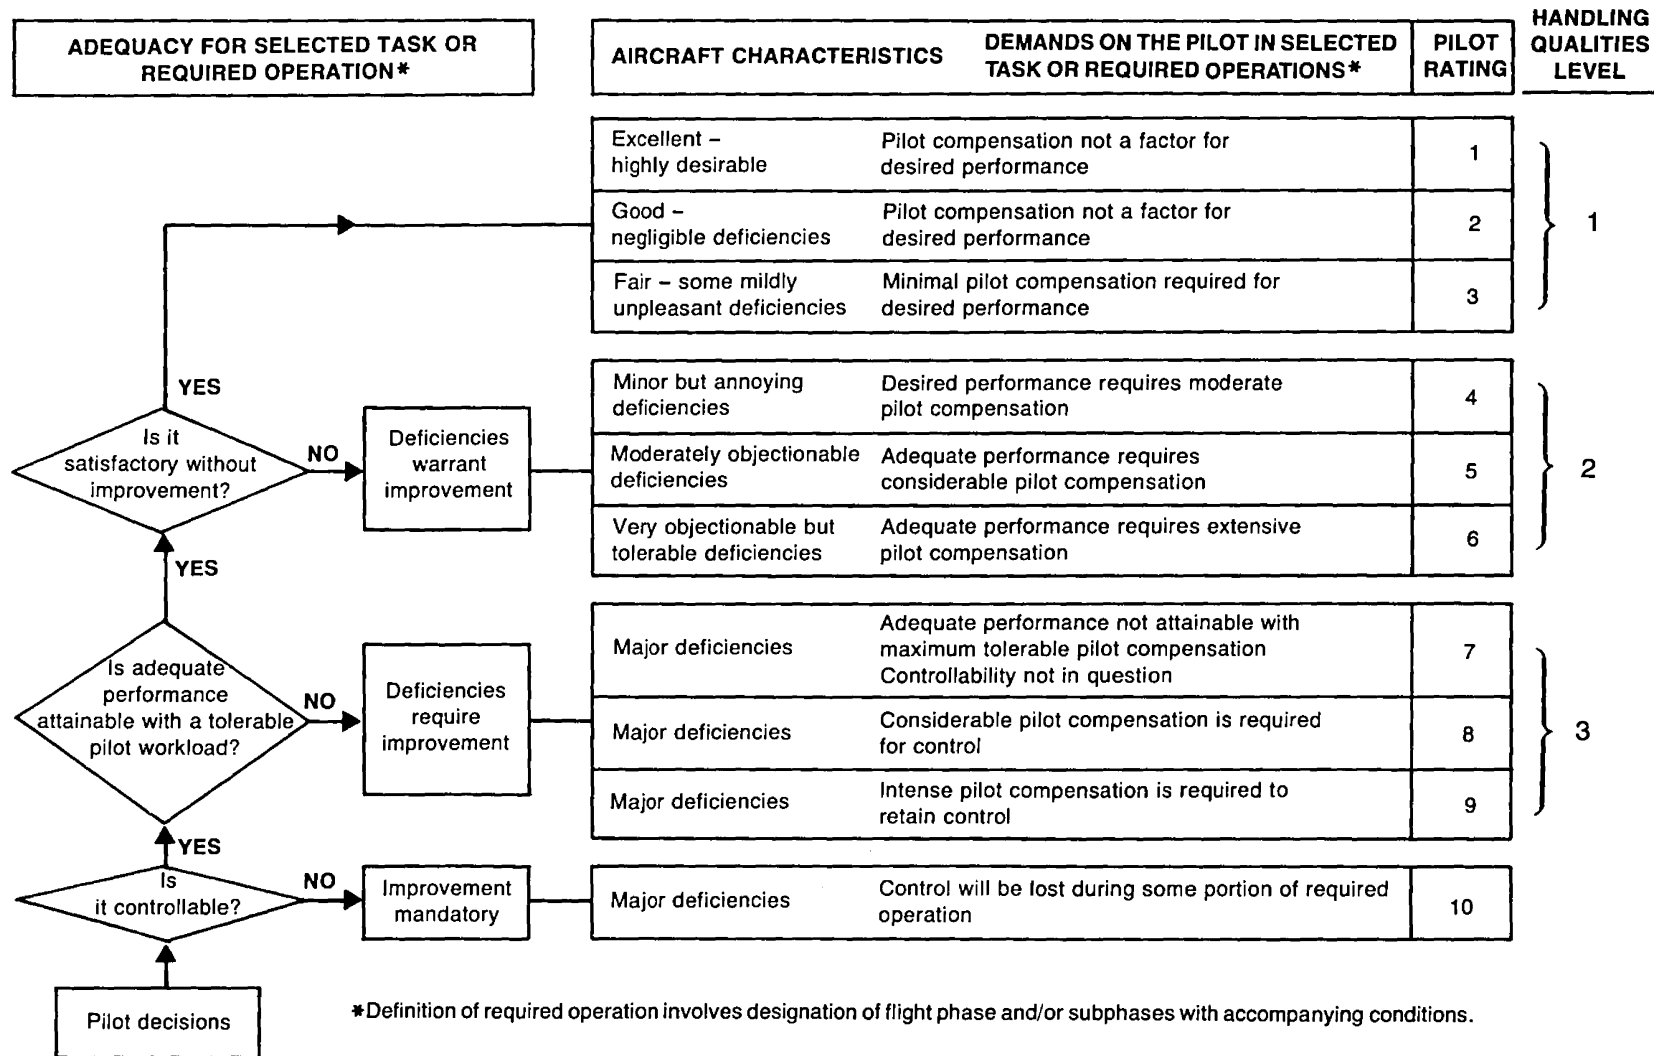 ADEQUACY FOR SELECTED TASK OR
REQUIRED OPERATION*
AIRCRAFT CHARACTERISTICS
DEMANDS ON THE PILOT IN SELECTED
TASK OR REQUIRED OPERATIONS*
PILOT
RATING
HANDLING
QUALITIES
LEVEL
Excellent –
highly desirable
Pilot compensation not a factor for
desired performance
1
Good –
negligible deficiencies
Pilot compensation not a factor for
desired performance
2
Fair – some mildly
unpleasant deficiencies
Minimal pilot compensation required for
desired performance
3
1
YES
Is it
satisfactory without
improvement?
NO
Deficiencies
warrant
improvement
Minor but annoying
deficiencies
Desired performance requires moderate
pilot compensation
4
Moderately objectionable
deficiencies
Adequate performance requires
considerable pilot compensation
5
Very objectionable but
tolerable deficiencies
Adequate performance requires extensive
pilot compensation
6
2
YES
Is adequate
performance
attainable with a tolerable
pilot workload?
NO
Deficiencies
require
improvement
Major deficiencies
Adequate performance not attainable with
maximum tolerable pilot compensation
Controllability not in question
7
Major deficiencies
Considerable pilot compensation is required
for control
8
Major deficiencies
Intense pilot compensation is required to
retain control
9
3
YES
Is
it controllable?
NO
Improvement
mandatory
Major deficiencies
Control will be lost during some portion of required
operation
10
Pilot decisions
*Definition of required operation involves designation of flight phase and/or subphases with accompanying conditions.